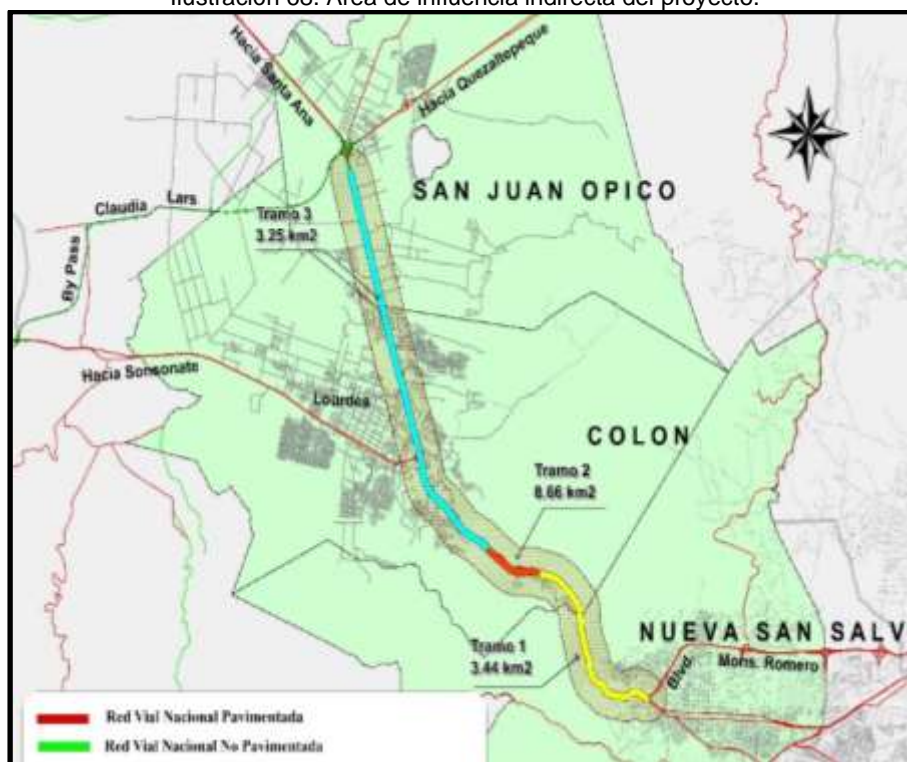 Ilustración 68. Área de influencia indirecta del proyecto.
Hacia Santa Ana
Hacia Quezaltepeque
SAN JUAN OPICO
Claudia Lars
Tramo 3
3.25 km2
By Pass
Hacia Sonsonate
Lourdes
COLON
Tramo 2
8.66 km2
NUEVA SAN SALV
Tramo 1
3.44 km2
Blvd. Mons. Romero
Red Vial Nacional Pavimentada
Red Vial Nacional No Pavimentada